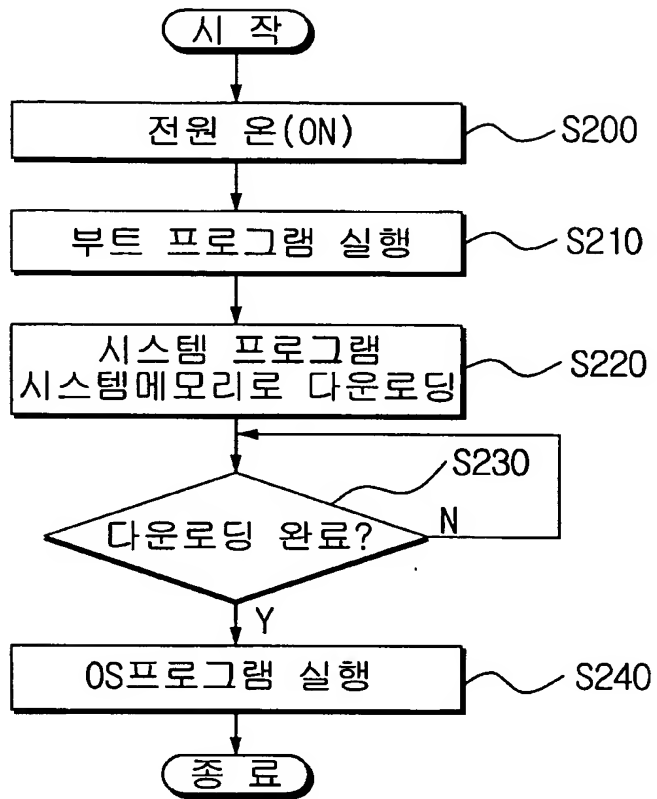 시 작
전원 온(ON)
S200
부트 프로그램 실행
S210
시스템 프로그램
시스템메모리로 다운로딩
S220
S230
다운로딩 완료?
N
Y
OS프로그램 실행
S240
종 료